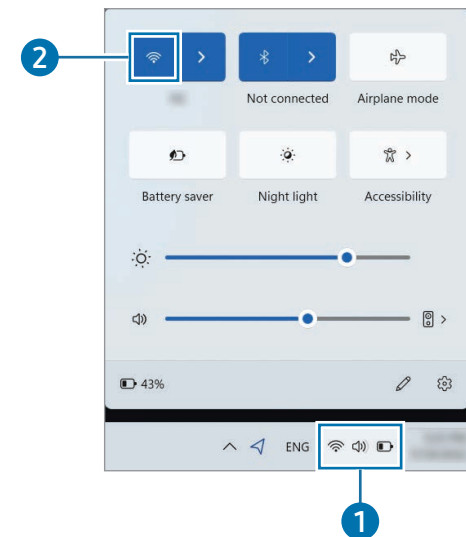 2
Not connected
Airplane mode
Battery saver
Night light
Accessibility
43%
ENG
1